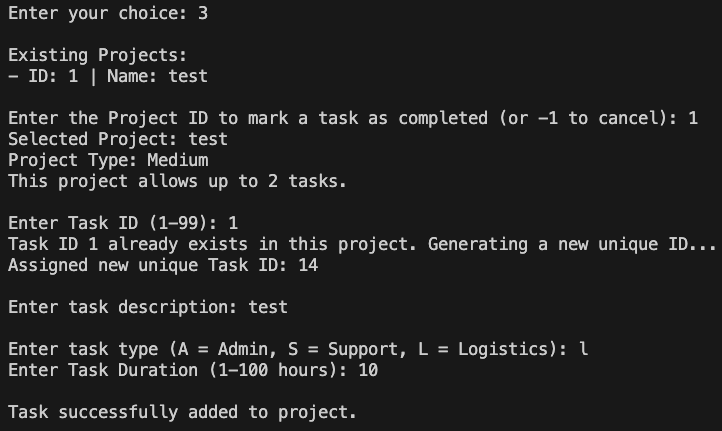 Enter your choice: 3
Existing Projects:
- ID: 1 | Name: test
Enter the Project ID to mark a task as completed (or -1 to cancel): 1
Selected Project: test
Project Type: Medium
This project allows up to 2 tasks.
Enter Task ID (1-99): 1
Task ID 1 already exists in this project. Generating a new unique ID...
Assigned new unique Task ID: 14
Enter task description: test
Enter task type (A = Admin, S = Support, L = Logistics): l
Enter Task Duration (1-100 hours): 10
Task successfully added to project.